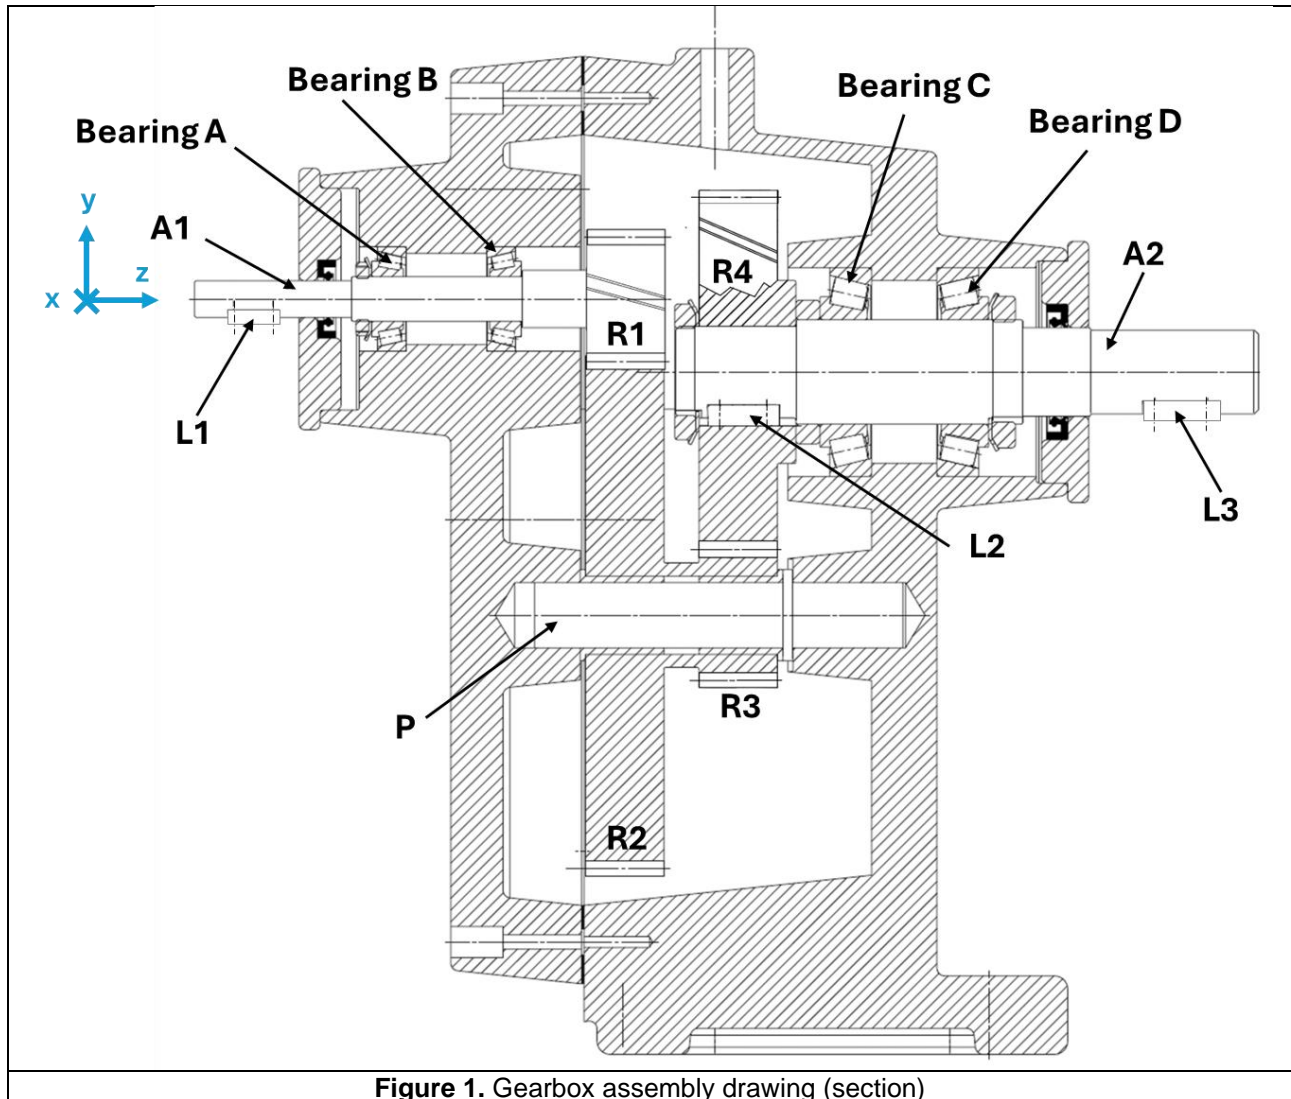 Bearing B
Bearing C
Bearing D
Bearing A
y
A1
z
x
A2
R4
R1
L1
L3
L2
P
R3
R2
Figure 1. Gearbox assembly drawing (section)